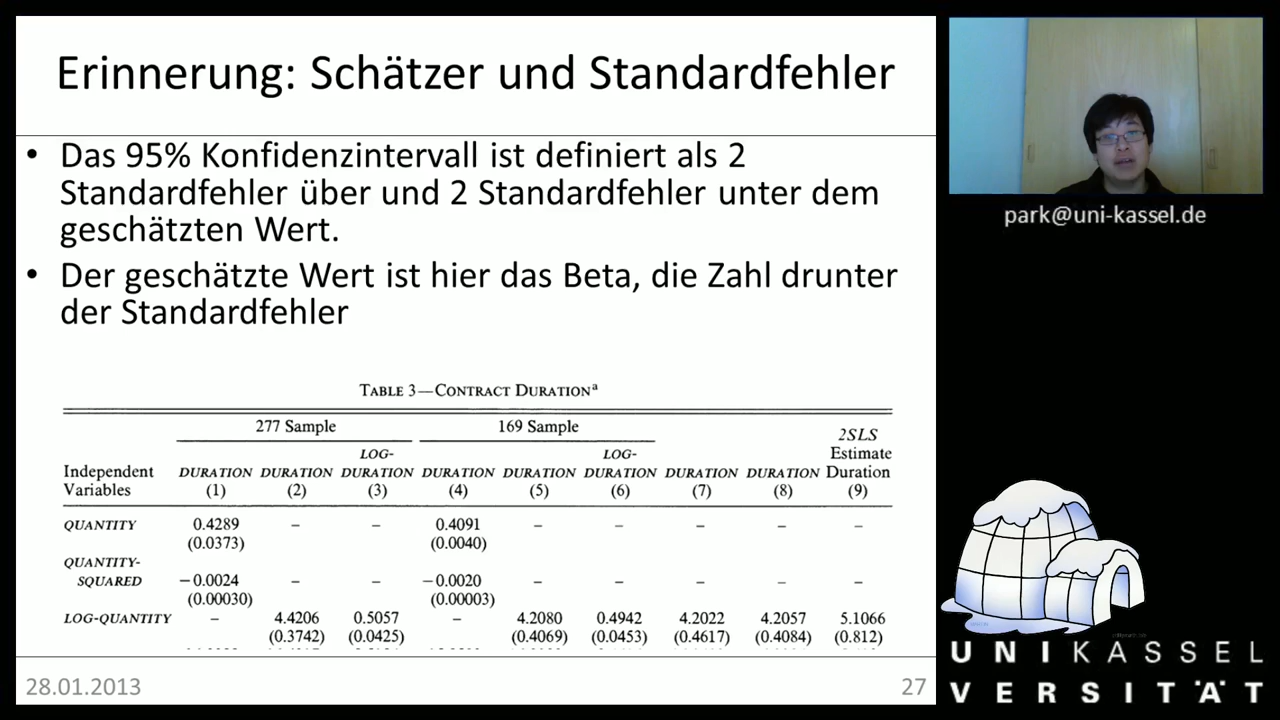 Erinnerung: Schätzer und Standardfehler
• Das 95% Konfidenzintervall ist definiert als 2
Standardfehler über und 2 Standardfehler unter dem
geschätzten Wert.
• Der geschätzte Wert ist hier das Beta, die Zahl drunter
der Standardfehler
TABLE 3—CONTRACT DURATIONᵃ
277 Sample 169 Sample 2SLS
LOG- LOG- Estimate
Independent DURATION DURATION DURATION DURATION DURATION DURATION DURATION DURATION Duration
Variables (1) (2) (3) (4) (5) (6) (7) (8) (9)
QUANTITY 0.4289 – – 0.4091 – – – – –
(0.0373) (0.0040)
QUANTITY-
SQUARED −0.0024 – – −0.0020 – – – – –
(0.00030) (0.00003)
LOG-QUANTITY – 4.4206 0.5057 – 4.2080 0.4942 4.2022 4.2057 5.1066
(0.3742) (0.0425) (0.4069) (0.0453) (0.4617) (0.4084) (0.812)
28.01.2013 27
park@uni-kassel.de
UNIKASSEL
VERSITÄT